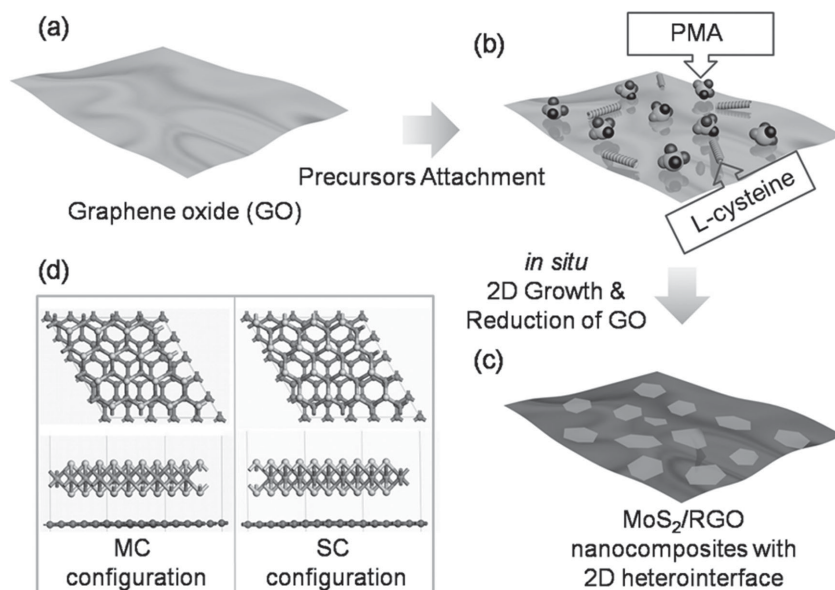 (a)
Graphene oxide (GO)
Precursors Attachment
(b)
PMA
L-cysteine
in situ
2D Growth &
Reduction of GO
(c)
MoS₂/RGO
nanocomposites with
2D heterointerface
(d)
MC
configuration
SC
configuration